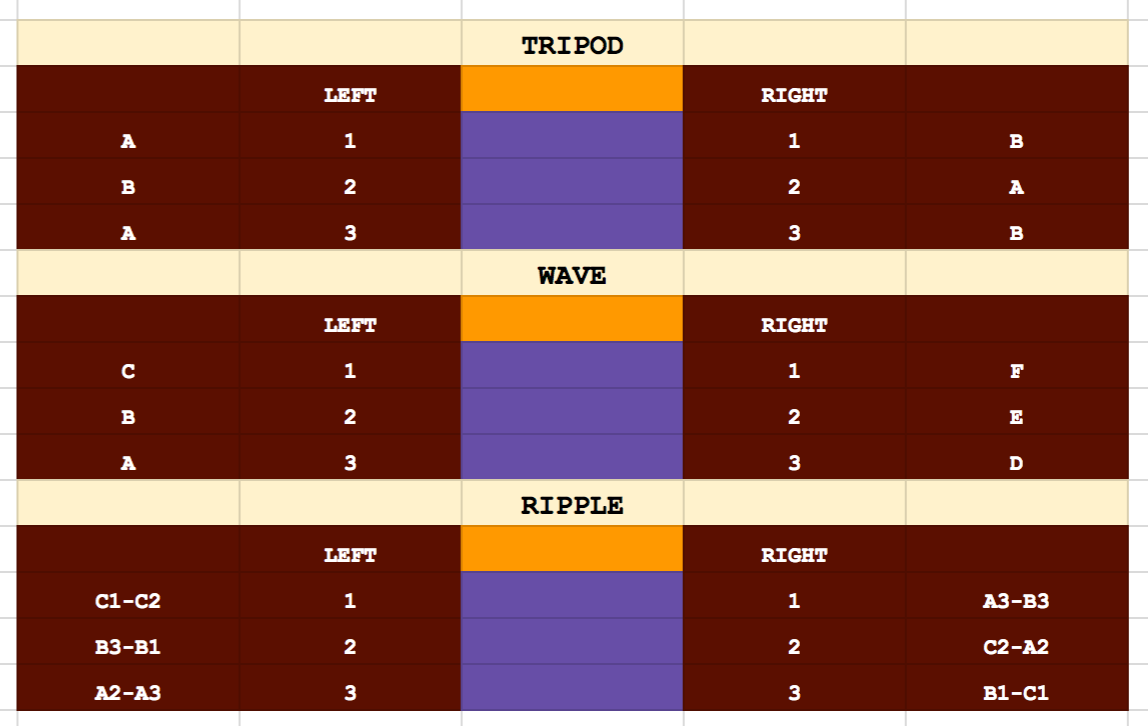 TRIPOD
LEFT RIGHT
A 1 1 B
B 2 2 A
A 3 3 B
WAVE
LEFT RIGHT
C 1 1 F
B 2 2 E
A 3 3 D
RIPPLE
LEFT RIGHT
C1-C2 1 1 A3-B3
B3-B1 2 2 C2-A2
A2-A3 3 3 B1-C1